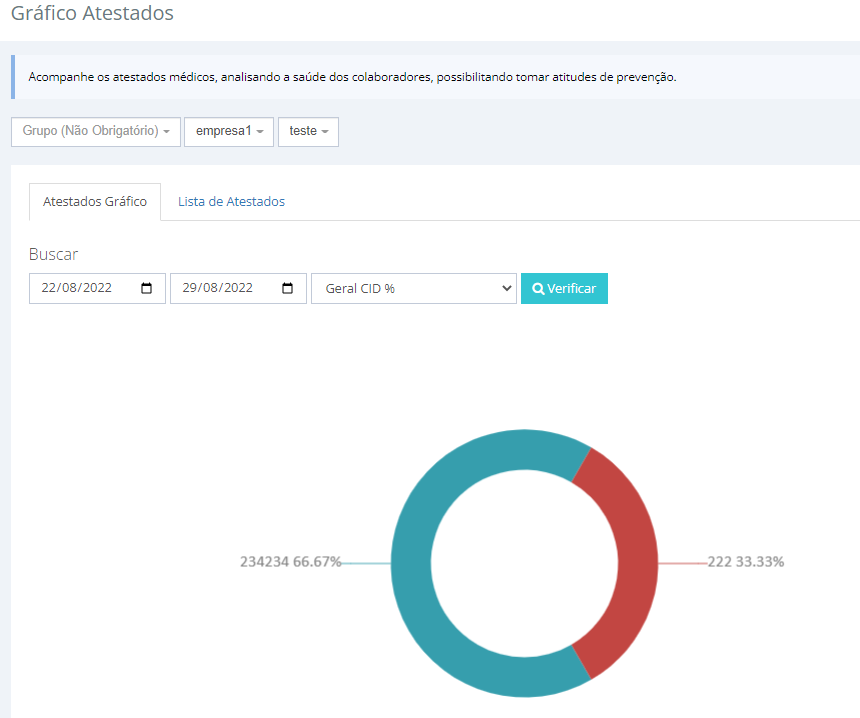 Gráfico Atestados
Acompanhe os atestados médicos, analisando a saúde dos colaboradores, possibilitando tomar atitudes de prevenção.
Grupo (Não Obrigatório) empresa1 teste
Atestados Gráfico Lista de Atestados
Buscar
22/08/2022 29/08/2022 Geral CID % Verificar
234234 66.67% 222 33.33%